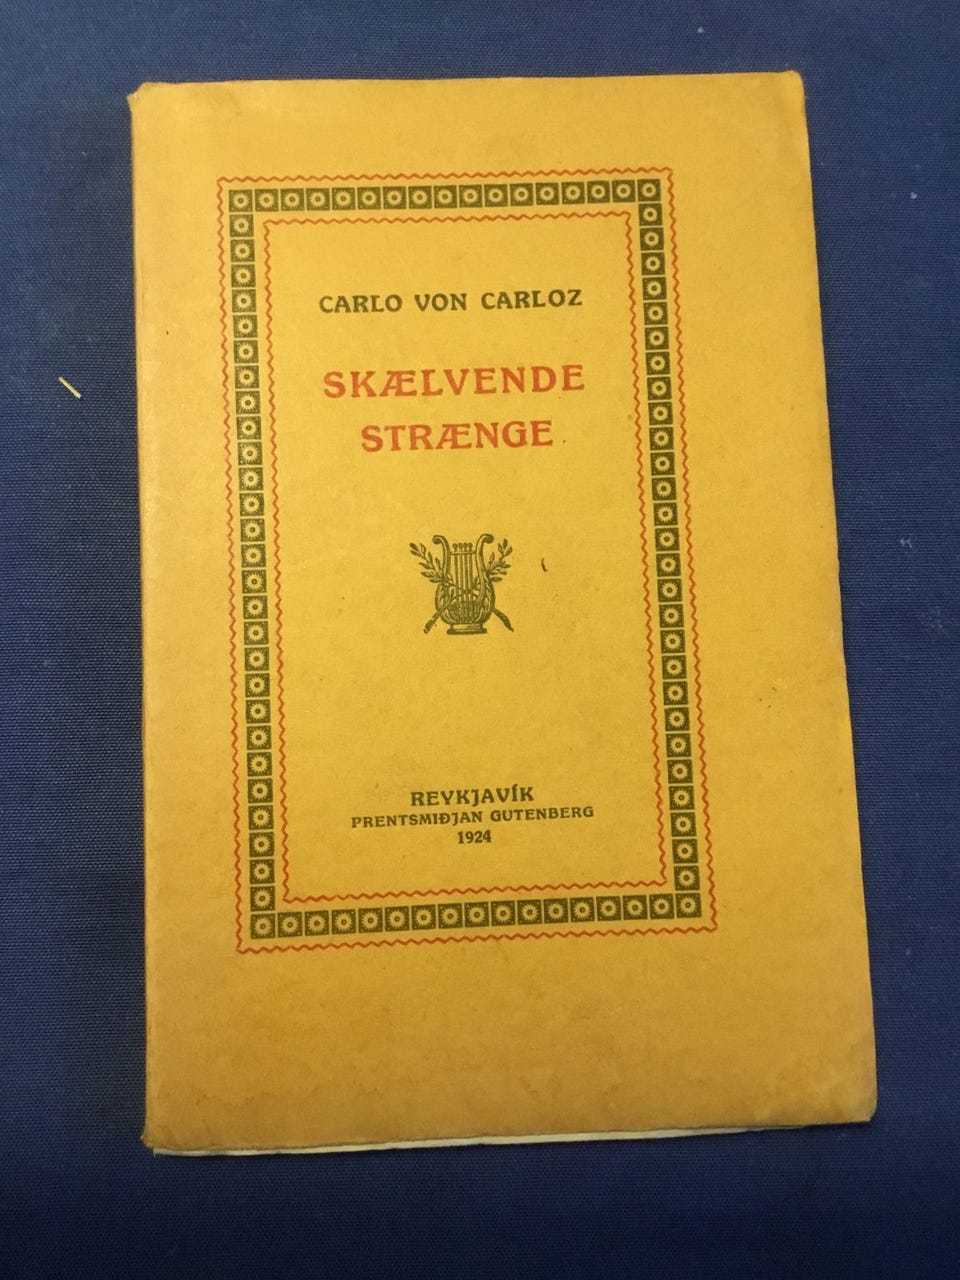 CARLO VON CARLOZ
SKÆLVENDE
STRÆNGE
REYKJAVÍK
PRENTSMIÐJAN GUTENBERG
1924